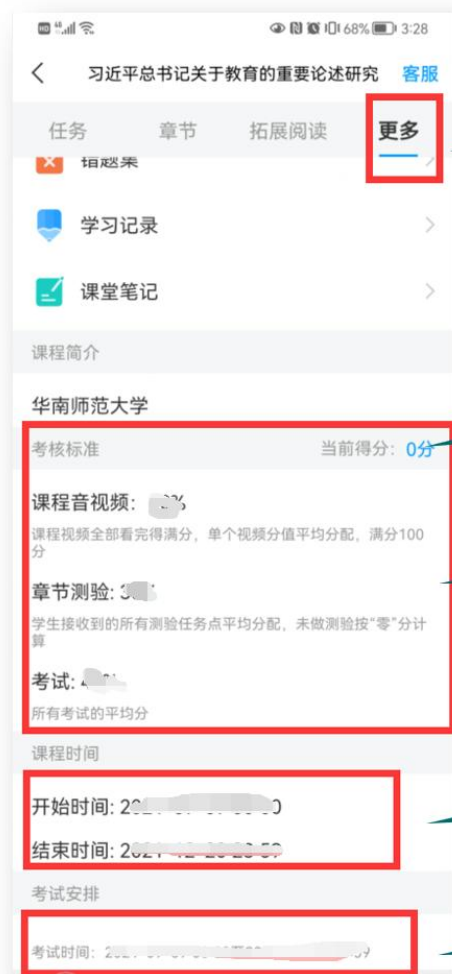 68% 3:28
习近平总书记关于教育的重要论述研究 客服
任务 章节 拓展阅读 更多
错题集
学习记录
课堂笔记
课程简介
华南师范大学
考核标准 当前得分: 0分
课程音视频:
课程视频全部看完得满分，单个视频分值平均分配，满分100
分
章节测验:
学生接收到的所有测验任务点平均分配，未做测验按“零”分计
算
考试:
所有考试的平均分
课程时间
开始时间:
结束时间:
考试安排
考试时间: